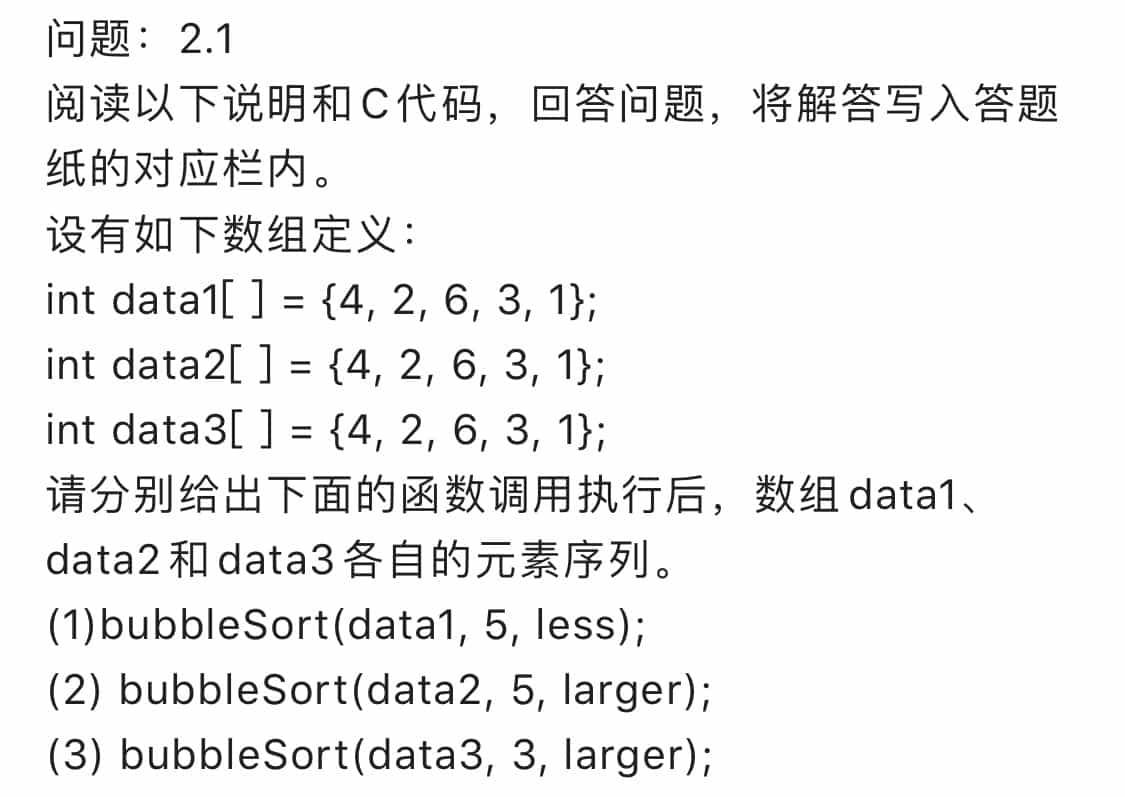 问题：2.1
阅读以下说明和C代码，回答问题，将解答写入答题
纸的对应栏内。
设有如下数组定义：
int data1[ ] = {4, 2, 6, 3, 1};
int data2[ ] = {4, 2, 6, 3, 1};
int data3[ ] = {4, 2, 6, 3, 1};
请分别给出下面的函数调用执行后，数组data1、
data2和data3各自的元素序列。
(1)bubbleSort(data1, 5, less);
(2) bubbleSort(data2, 5, larger);
(3) bubbleSort(data3, 3, larger);